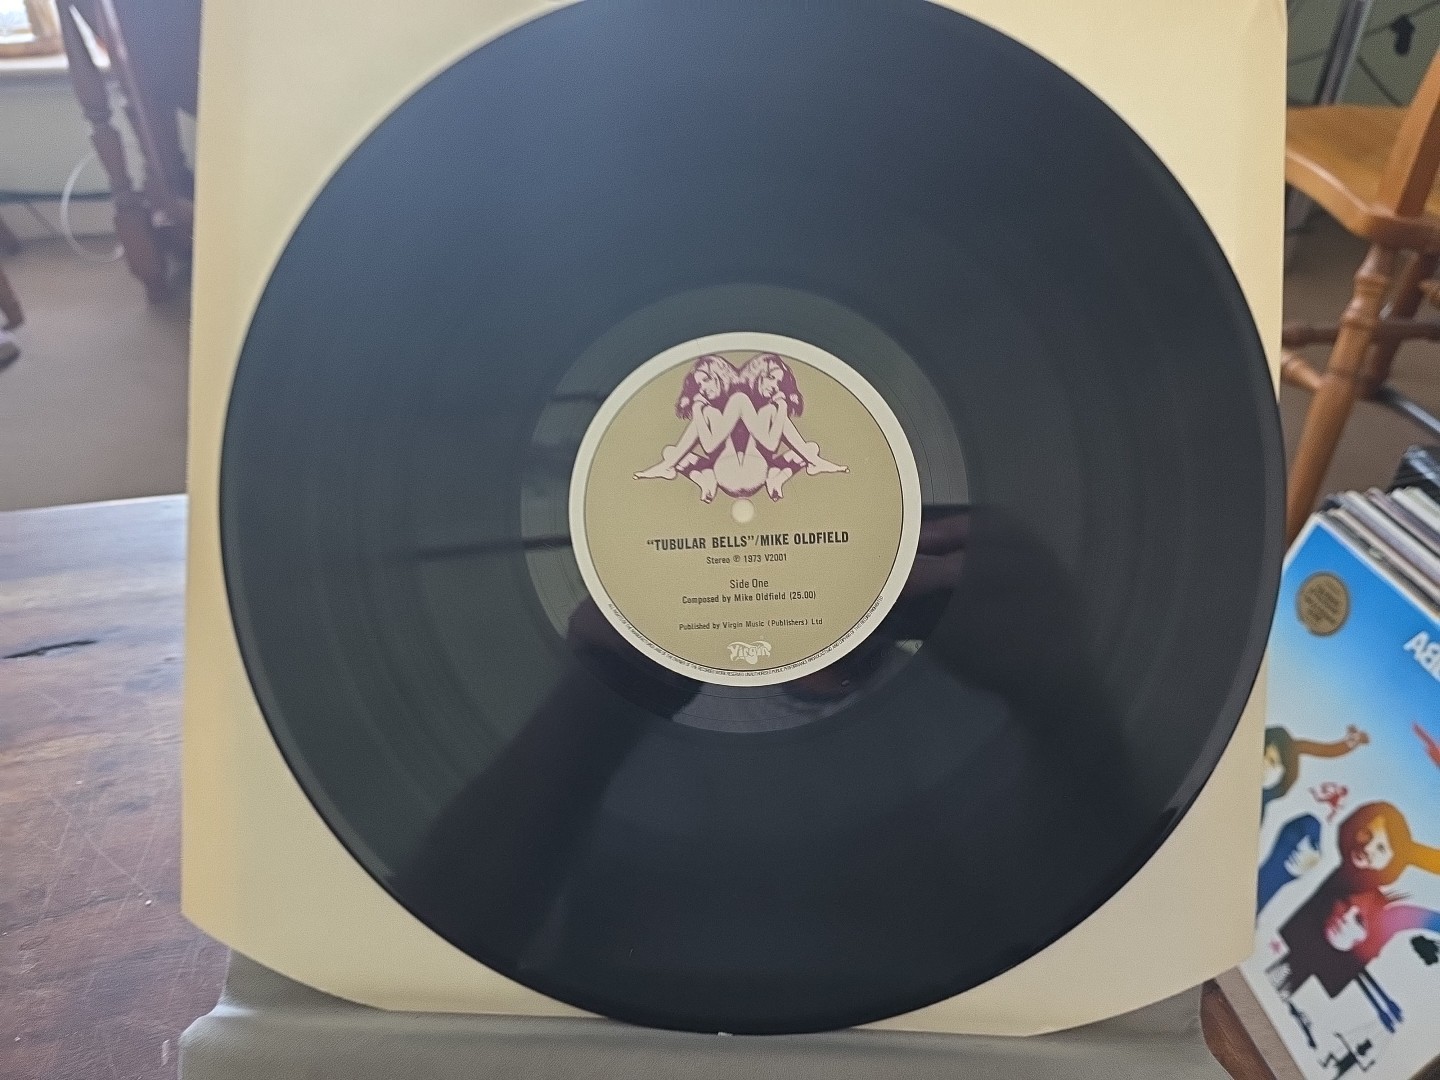 "TUBULAR BELLS"/MIKE OLDFIELD
Stereo ℗ 1973 V2001
Side One
Composed by Mike Oldfield (25.00)
Published by Virgin Music (Publishers) Ltd
Virgin